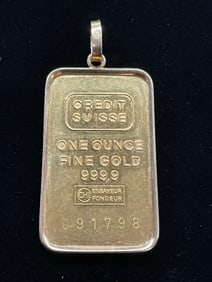 CREDIT
SUISSE
ONE OUNCE
FINE GOLD
999,9
ESSAYEUR
FONDEUR
091798